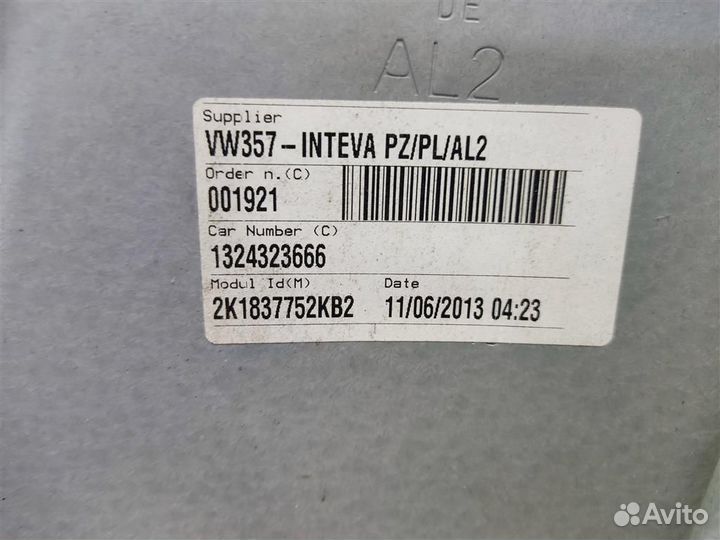 DE
AL2
Supplier
VW357-INTEVA PZ/PL/AL2
Order n.(C)
001921
Car Number (C)
1324323666
Modul Id(M) Date
2K1837752KB2 11/06/2013 04:23
Avito